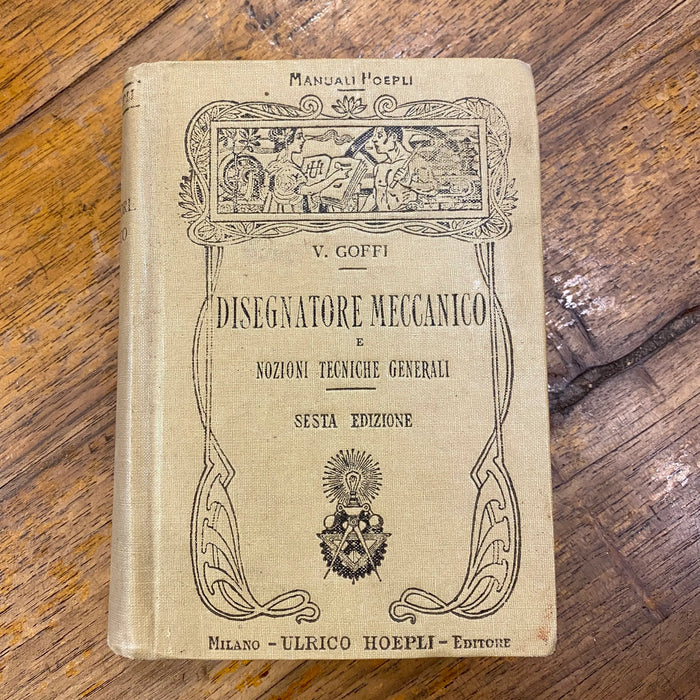 MANUALI HOEPLI
V. GOFFI
DISEGNATORE MECCANICO
E
NOZIONI TECNICHE GENERALI
SESTA EDIZIONE
MILANO - ULRICO HOEPLI - EDITORE